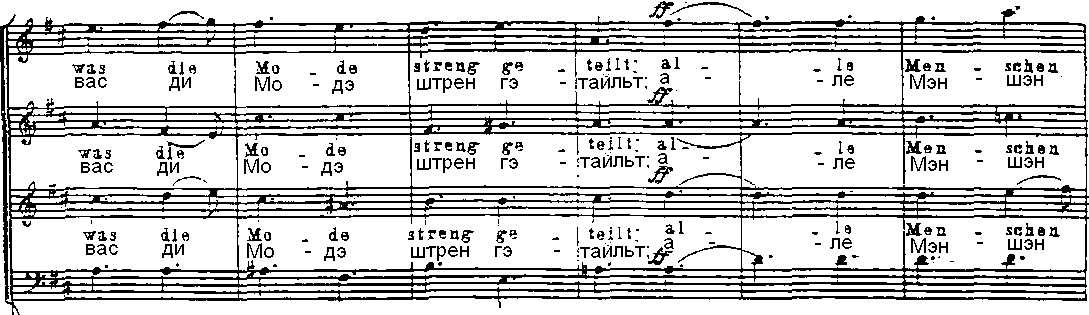 ff
was die Mo - de streng ge - teilt; al - le Men - schen
вас ди Мо - дэ штрен гэ - тайльт; а - ле Мэн - шэн
ff
was die Mo - de streng ge - teilt; al - le Men - schen
вас ди Мо - дэ штрен гэ - тайльт; а - ле Мэн - шэн
ff
was die Mo - de streng ge - teilt; al - le Men - schen
вас ди Мо - дэ штрен гэ - тайльт; а - ле Мэн - шэн
ff